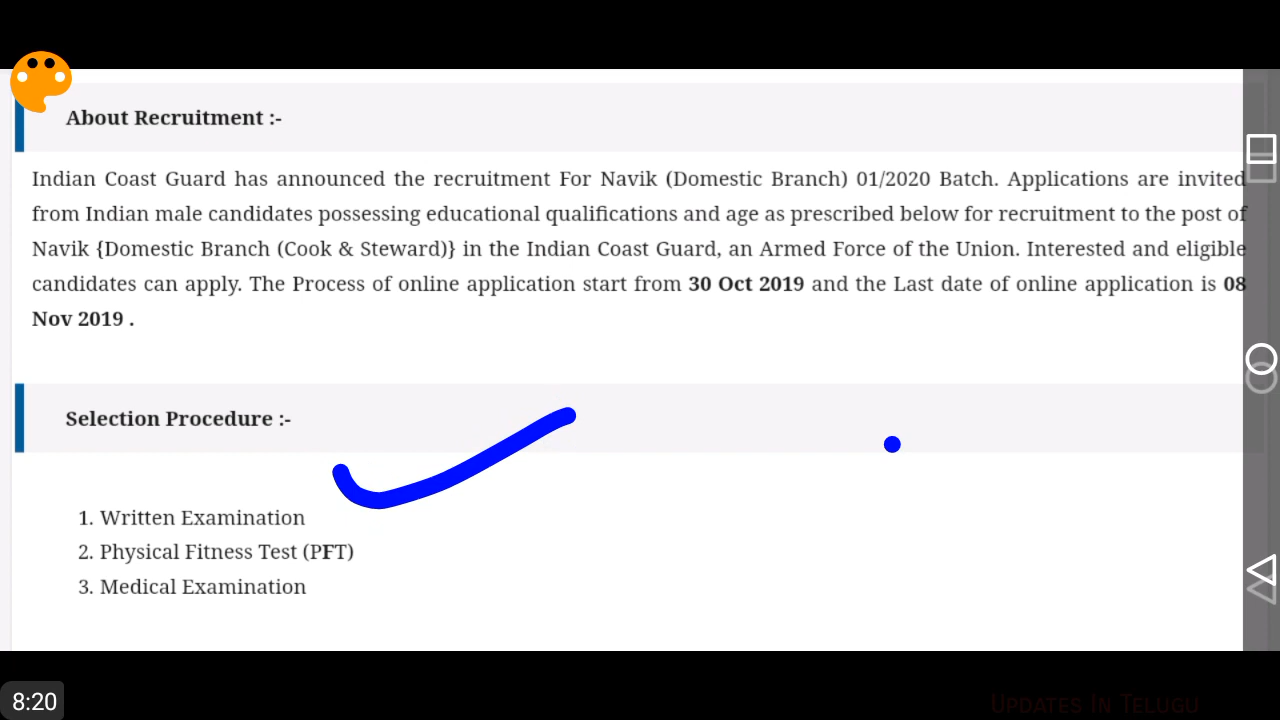 About Recruitment :-
Indian Coast Guard has announced the recruitment For Navik (Domestic Branch) 01/2020 Batch. Applications are invited
from Indian male candidates possessing educational qualifications and age as prescribed below for recruitment to the post of
Navik {Domestic Branch (Cook & Steward)} in the Indian Coast Guard, an Armed Force of the Union. Interested and eligible
candidates can apply. The Process of online application start from 30 Oct 2019 and the Last date of online application is 08
Nov 2019 .
Selection Procedure :-
1. Written Examination
2. Physical Fitness Test (PFT)
3. Medical Examination
8:20
Updates In Telugu